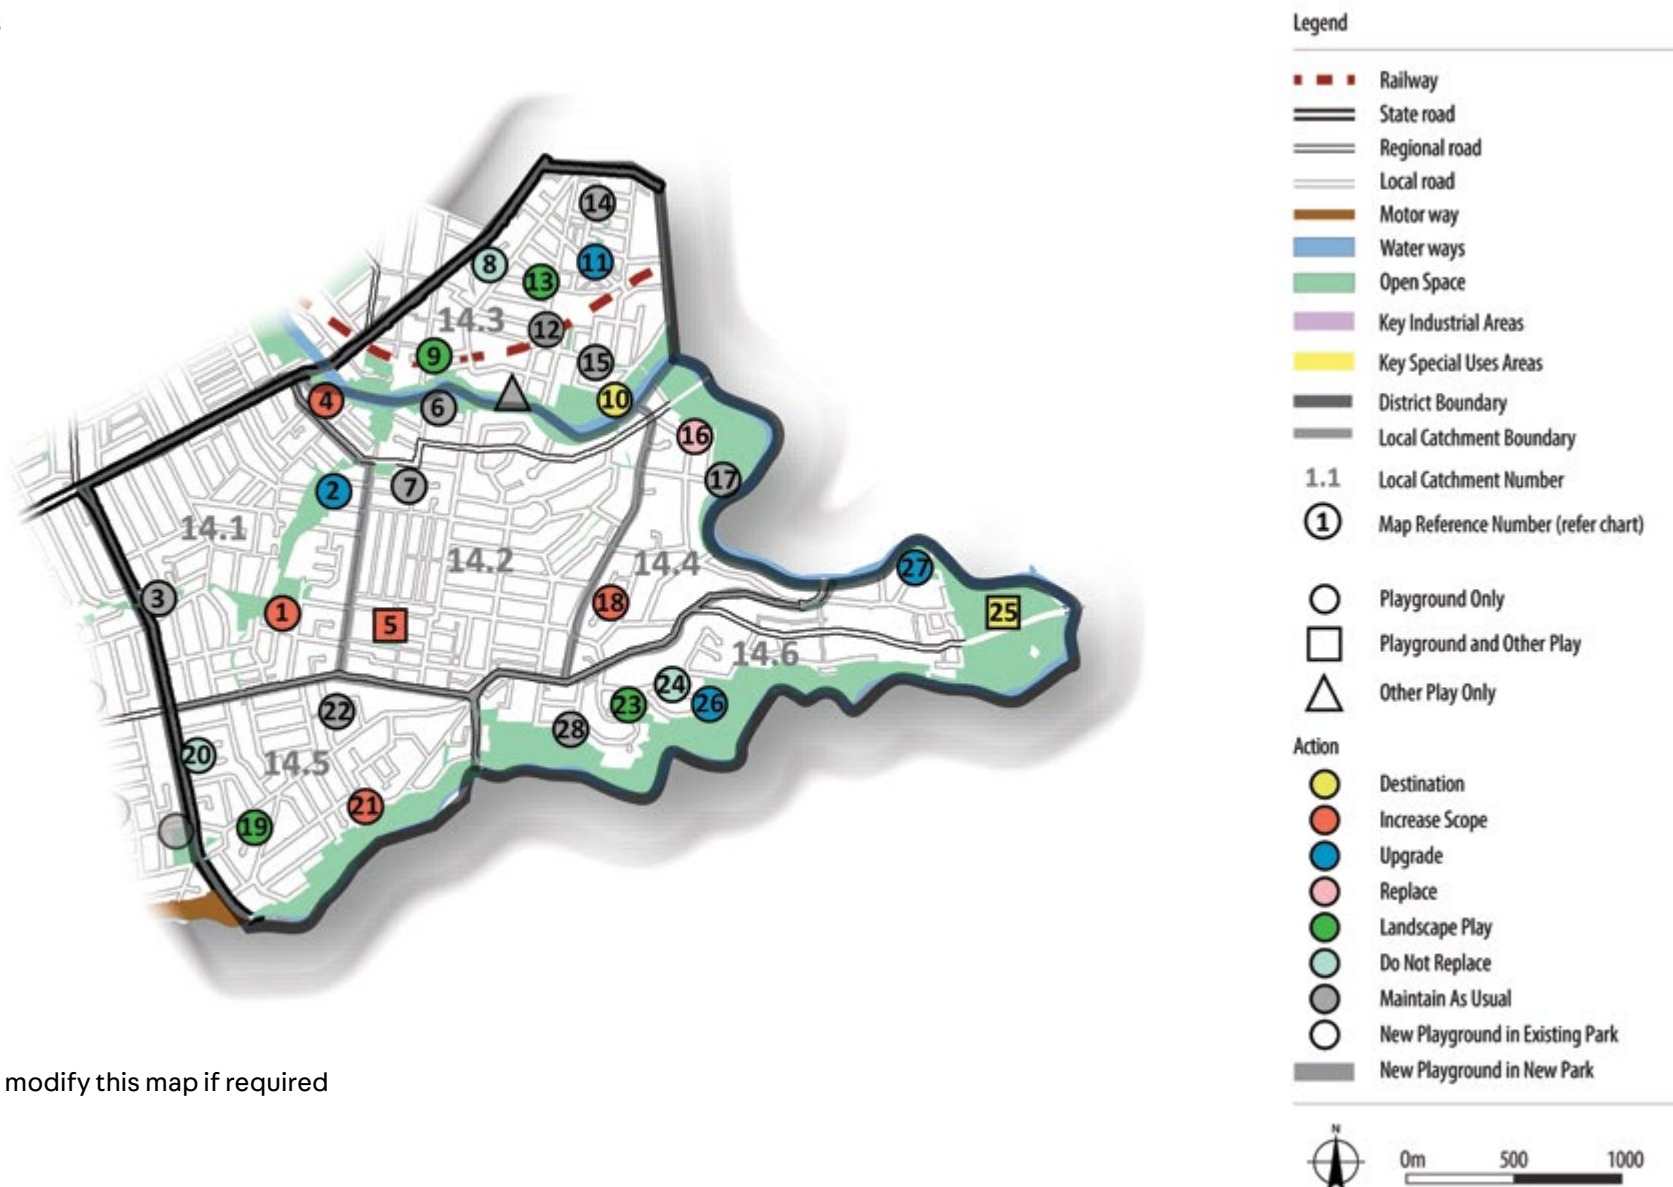 14
8
11
13
14.3
12
9
15
4
6
10
16
2
7
17
14.1
14.2
14.4
27
3
1
5
18
25
14.6
24
22
23
26
28
20
14.5
21
19
modify this map if required
Legend
Railway
State road
Regional road
Local road
Motor way
Water ways
Open Space
Key Industrial Areas
Key Special Uses Areas
District Boundary
Local Catchment Boundary
1.1 Local Catchment Number
1 Map Reference Number (refer chart)
Playground Only
Playground and Other Play
Other Play Only
Action
Destination
Increase Scope
Upgrade
Replace
Landscape Play
Do Not Replace
Maintain As Usual
New Playground in Existing Park
New Playground in New Park
N
0m 500 1000